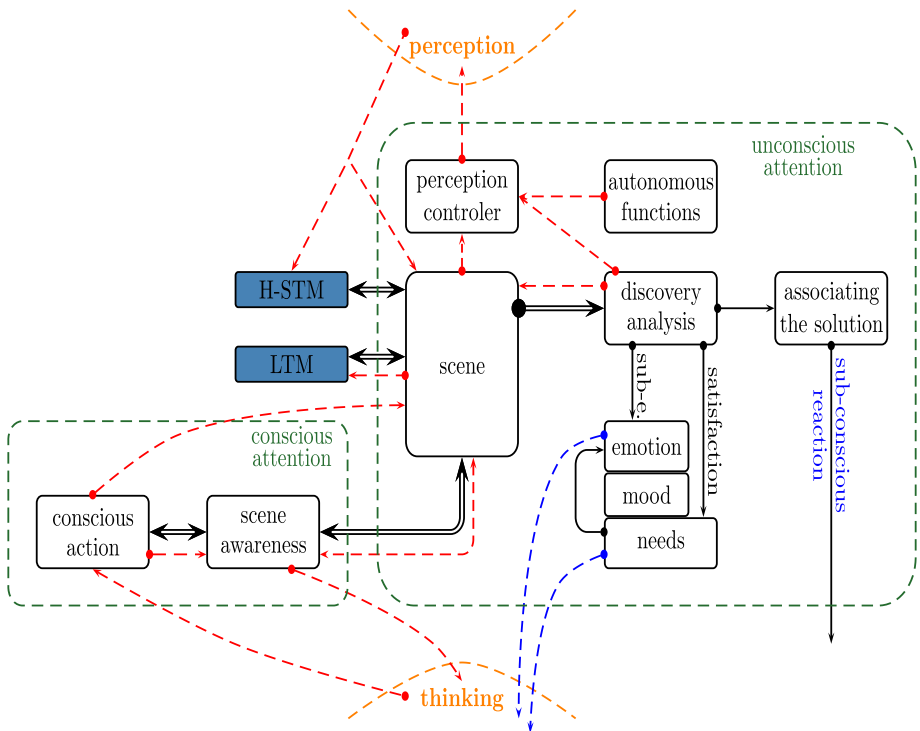 perception
unconscious
attention
perception
controler
autonomous
functions
H-STM
discovery
analysis
associating
the solution
LTM
scene
sub-e.
satisfaction
sub-conscious
reaction
conscious
attention
emotion
mood
needs
conscious
action
scene
awareness
thinking